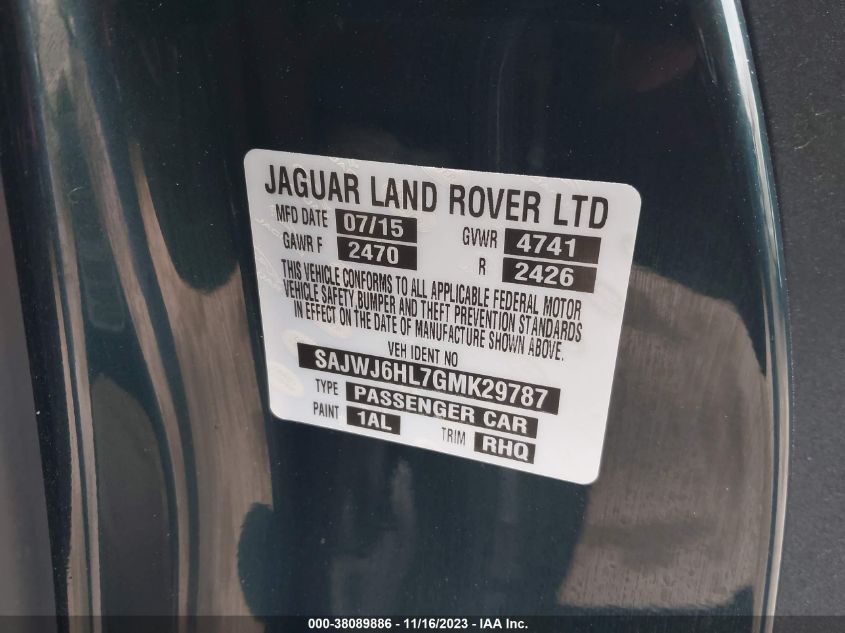 JAGUAR LAND ROVER LTD
MFD DATE 07/15 GVWR 4741
GAWR F 2470 R 2426
THIS VEHICLE CONFORMS TO ALL APPLICABLE FEDERAL MOTOR
VEHICLE SAFETY, BUMPER AND THEFT PREVENTION STANDARDS
IN EFFECT ON THE DATE OF MANUFACTURE SHOWN ABOVE.
VEH IDENT NO
SAJWJ6HL7GMK29787
TYPE PASSENGER CAR
PAINT 1AL TRIM RHQ
000-38089886 - 11/16/2023 - IAA Inc.